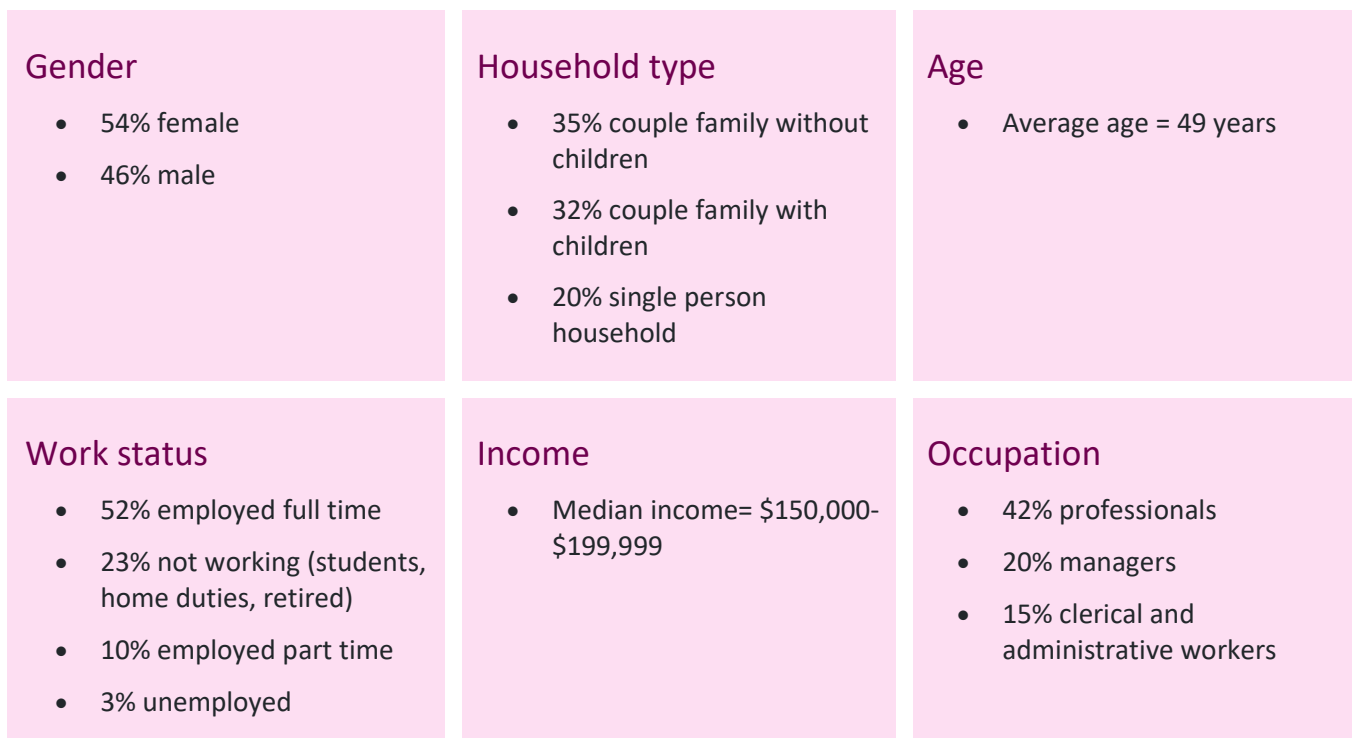 Gender
• 54% female
• 46% male
Household type
• 35% couple family without
children
• 32% couple family with
children
• 20% single person
household
Age
• Average age = 49 years
Work status
• 52% employed full time
• 23% not working (students,
home duties, retired)
• 10% employed part time
• 3% unemployed
Income
• Median income= $150,000-
$199,999
Occupation
• 42% professionals
• 20% managers
• 15% clerical and
administrative workers